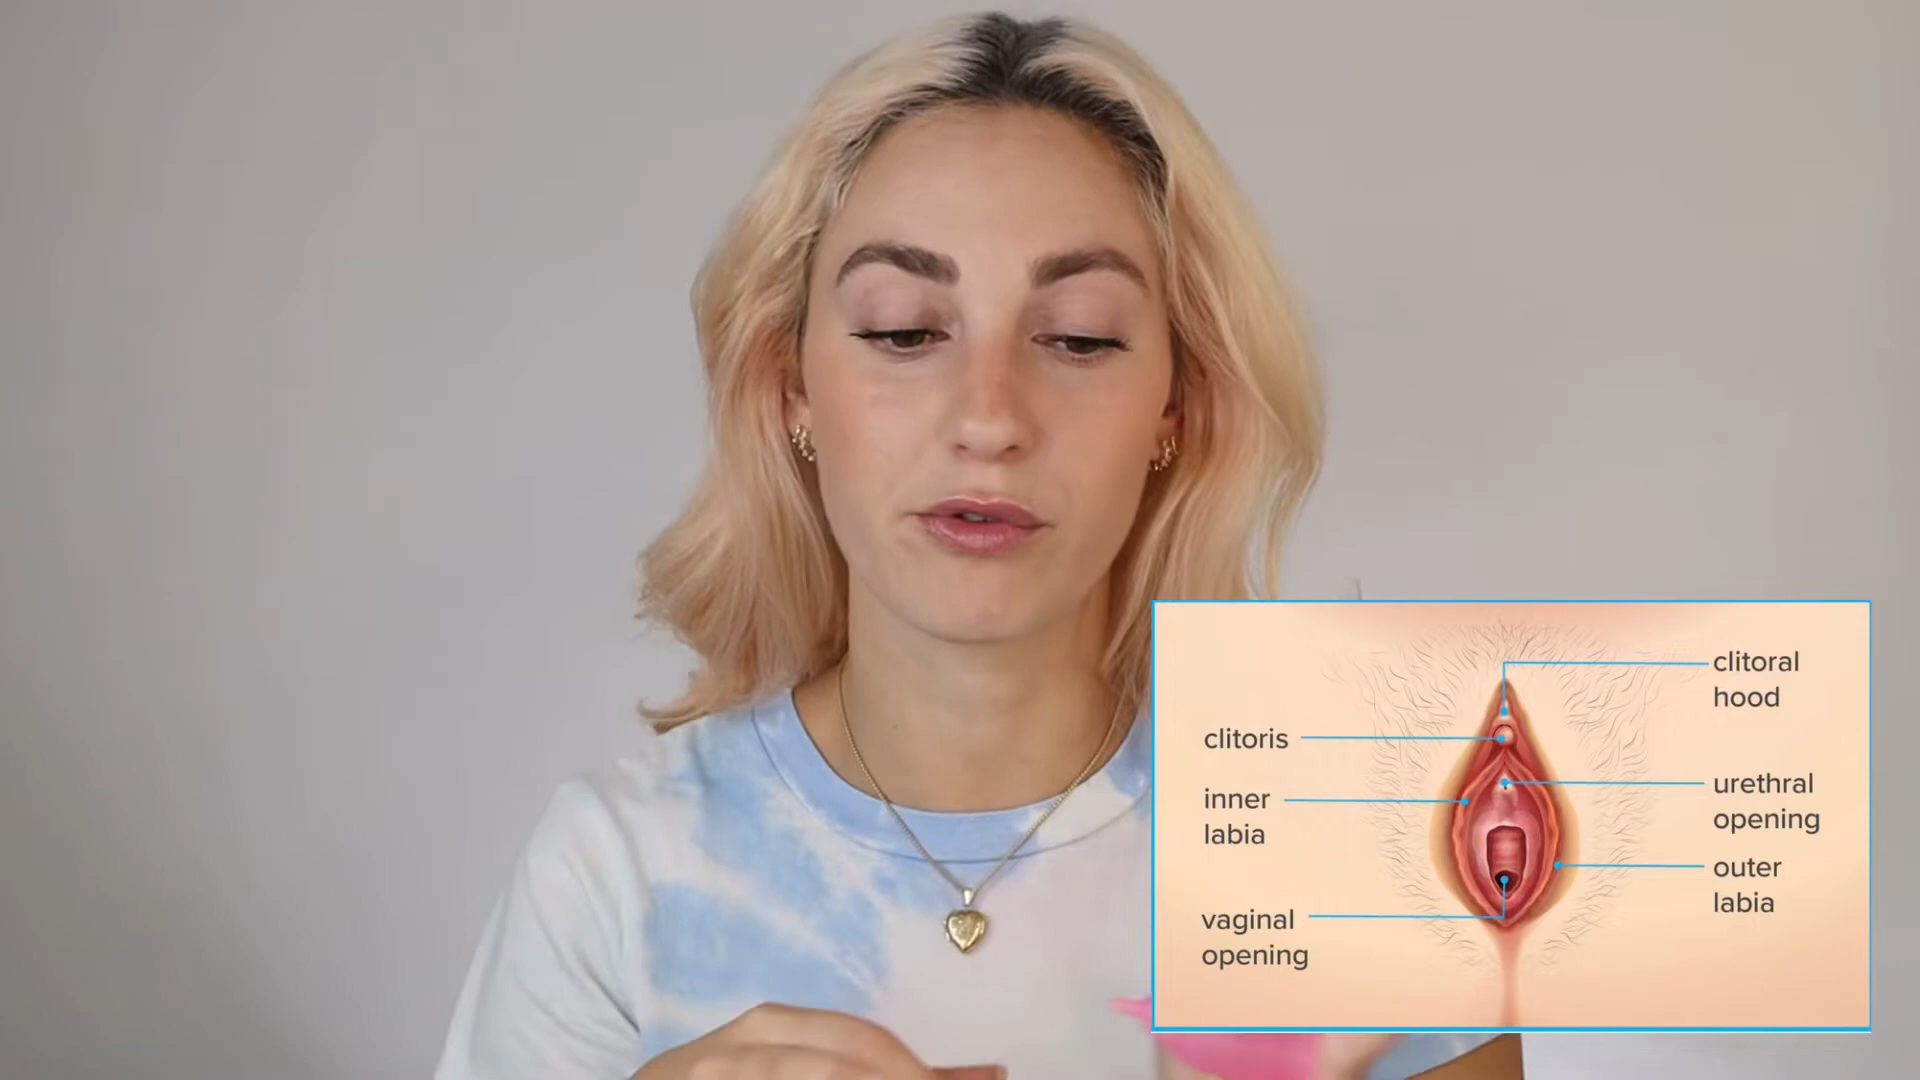 clitoral
hood
clitoris
urethral
opening
inner
labia
outer
labia
vaginal
opening